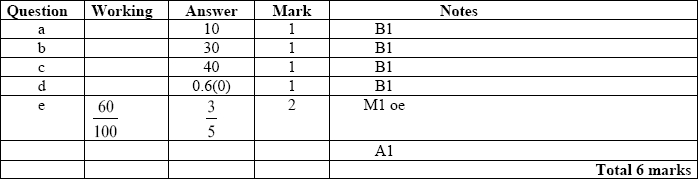 Question Working Answer Mark Notes
a 10 1 B1
b 30 1 B1
c 40 1 B1
d 0.6(0) 1 B1
e 60/100 3/5 2 M1 oe
A1
Total 6 marks